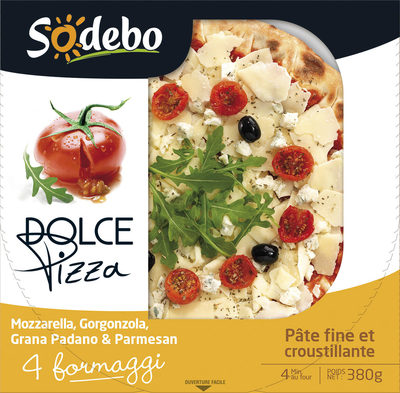 Sodebo
DOLCE
Pizza
Mozzarella, Gorgonzola,
Grana Padano & Parmesan
4 formaggi
Pâte fine et
croustillante
4 Min au four
POIDS NET : 380g
OUVERTURE FACILE